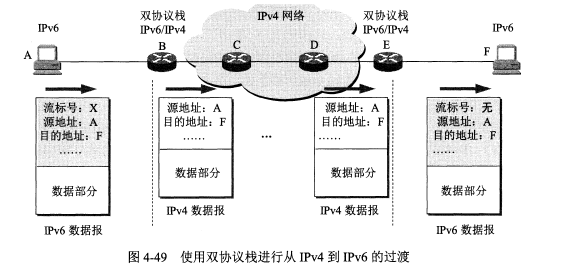 IPv6
双协议栈
IPv6/IPv4
IPv4 网络
双协议栈
IPv6/IPv4
IPv6
A
B
C
D
E
F
流标号：X
源地址：A
目的地址：F
……
数据部分
IPv6 数据报
源地址：A
目的地址：F
……
数据部分
IPv4 数据报
…
源地址：A
目的地址：F
……
数据部分
IPv4 数据报
流标号：无
源地址：A
目的地址：F
……
数据部分
IPv6 数据报
图 4-49 使用双协议栈进行从 IPv4 到 IPv6 的过渡